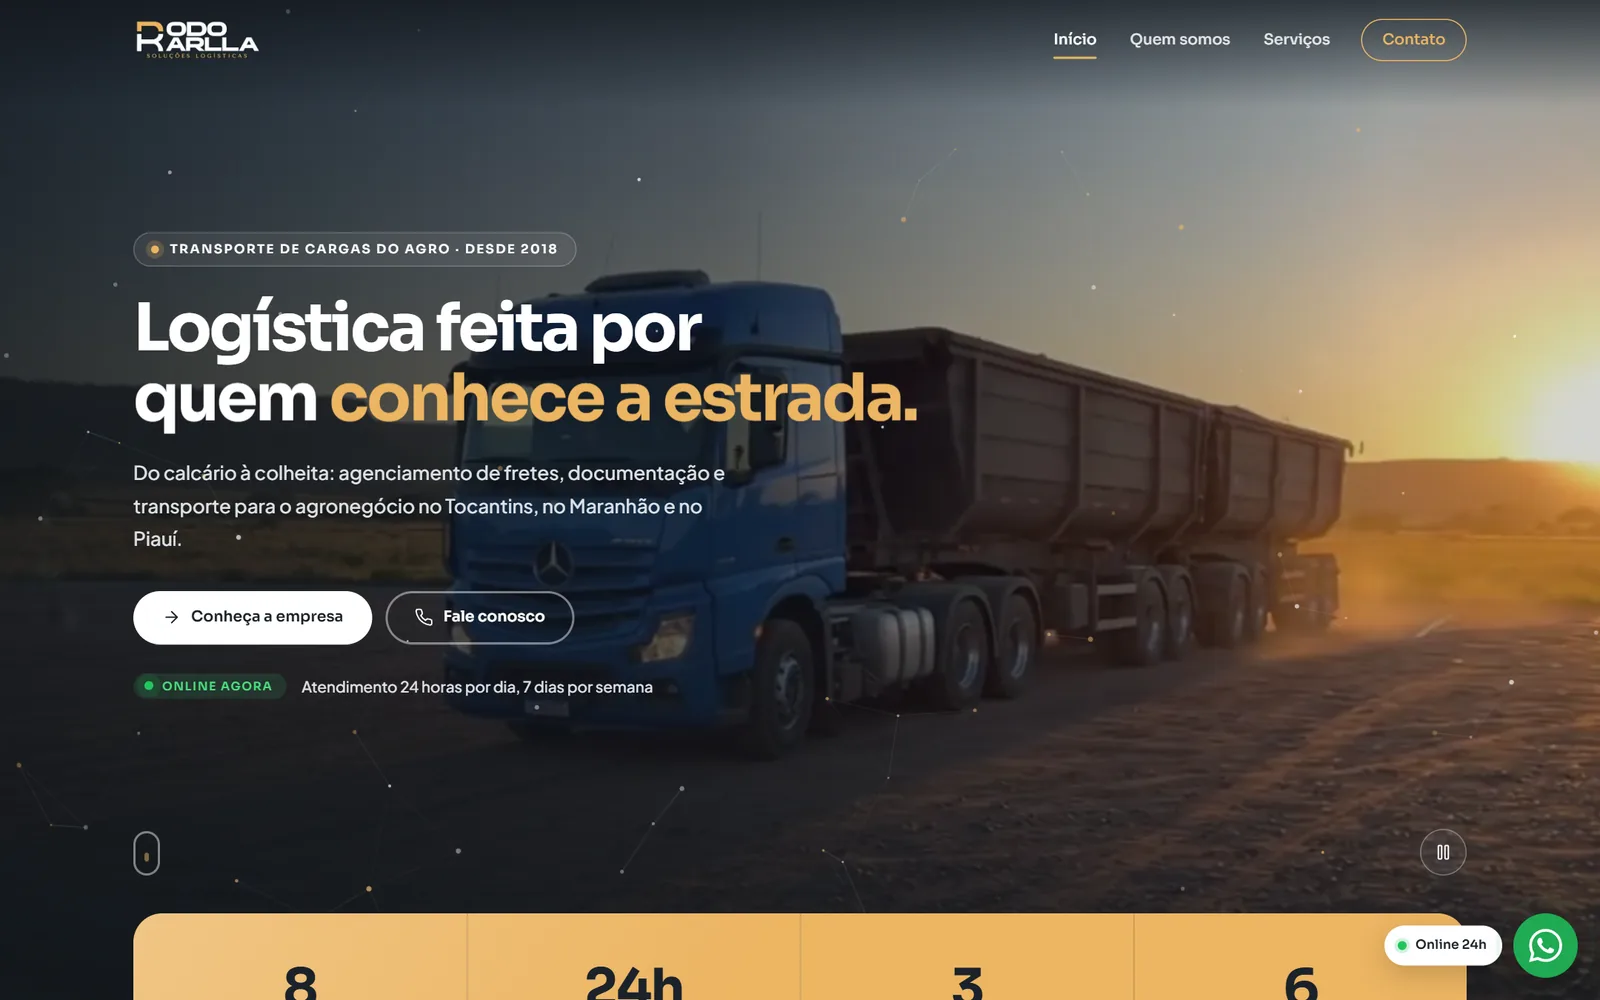 RODO
KARLLA
SOLUÇÕES LOGÍSTICAS
Início
Quem somos
Serviços
Contato
TRANSPORTE DE CARGAS DO AGRO · DESDE 2018
Logística feita por
quem conhece a estrada.
Do calcário à colheita: agenciamento de fretes, documentação e
transporte para o agronegócio no Tocantins, no Maranhão e no
Piauí.
Conheça a empresa
Fale conosco
ONLINE AGORA
Atendimento 24 horas por dia, 7 dias por semana
8
24h
3
6
Online 24h